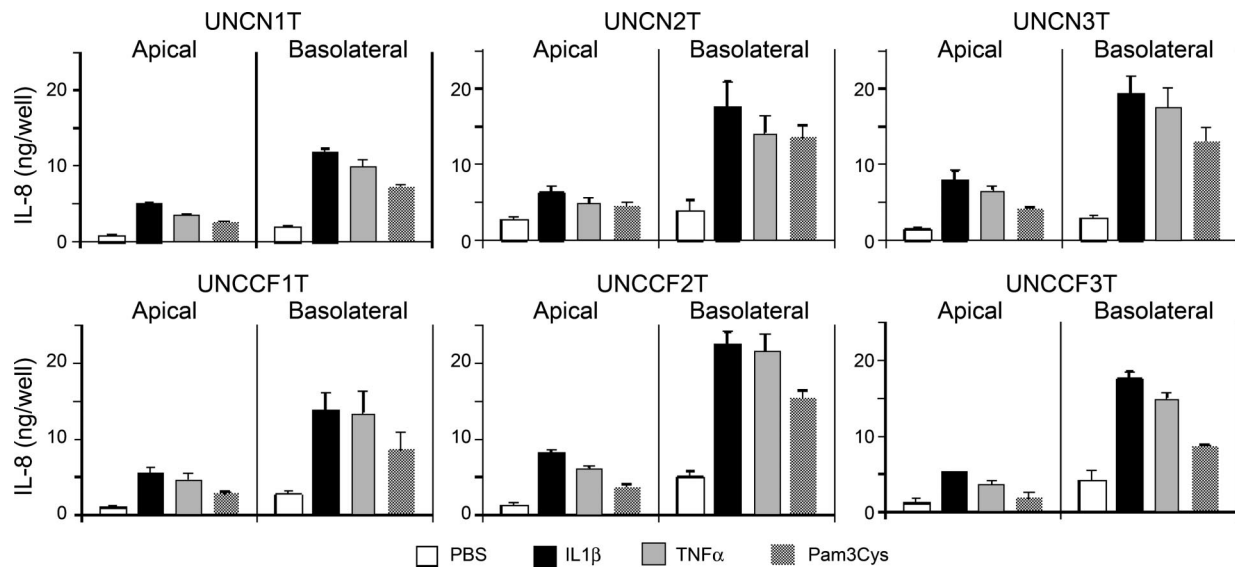 UNCN1T UNCN2T UNCN3T
Apical Basolateral Apical Basolateral Apical Basolateral
IL-8 (ng/well)
20 20 20
10 10 10
0 0 0
UNCCF1T UNCCF2T UNCCF3T
Apical Basolateral Apical Basolateral Apical Basolateral
IL-8 (ng/well)
20 20 20
10 10 10
0 0 0
PBS IL1β TNFα Pam3Cys